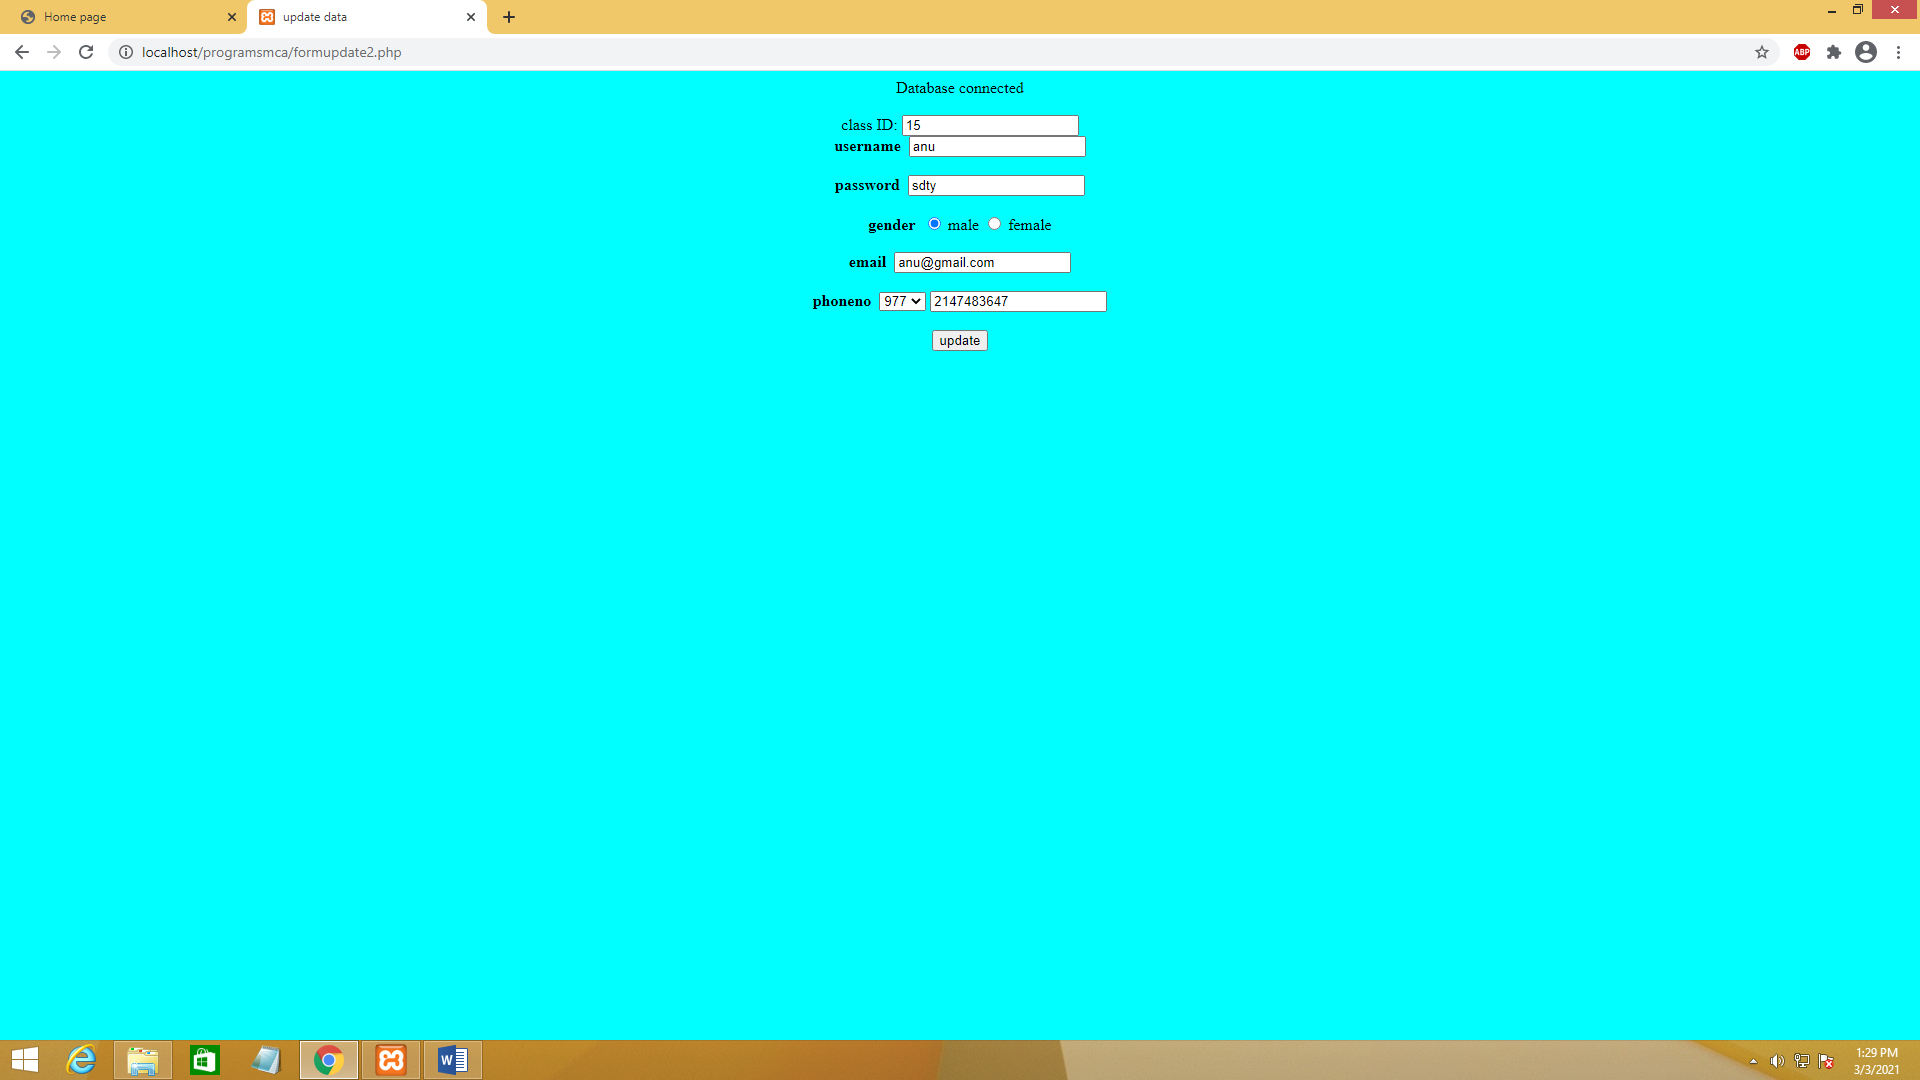 Home page
update data
localhost/programsmca/formupdate2.php
ABP
Database connected
class ID: 15
username anu
password sdty
gender male female
email anu@gmail.com
phoneno 977 2147483647
update
1:29 PM
3/3/2021